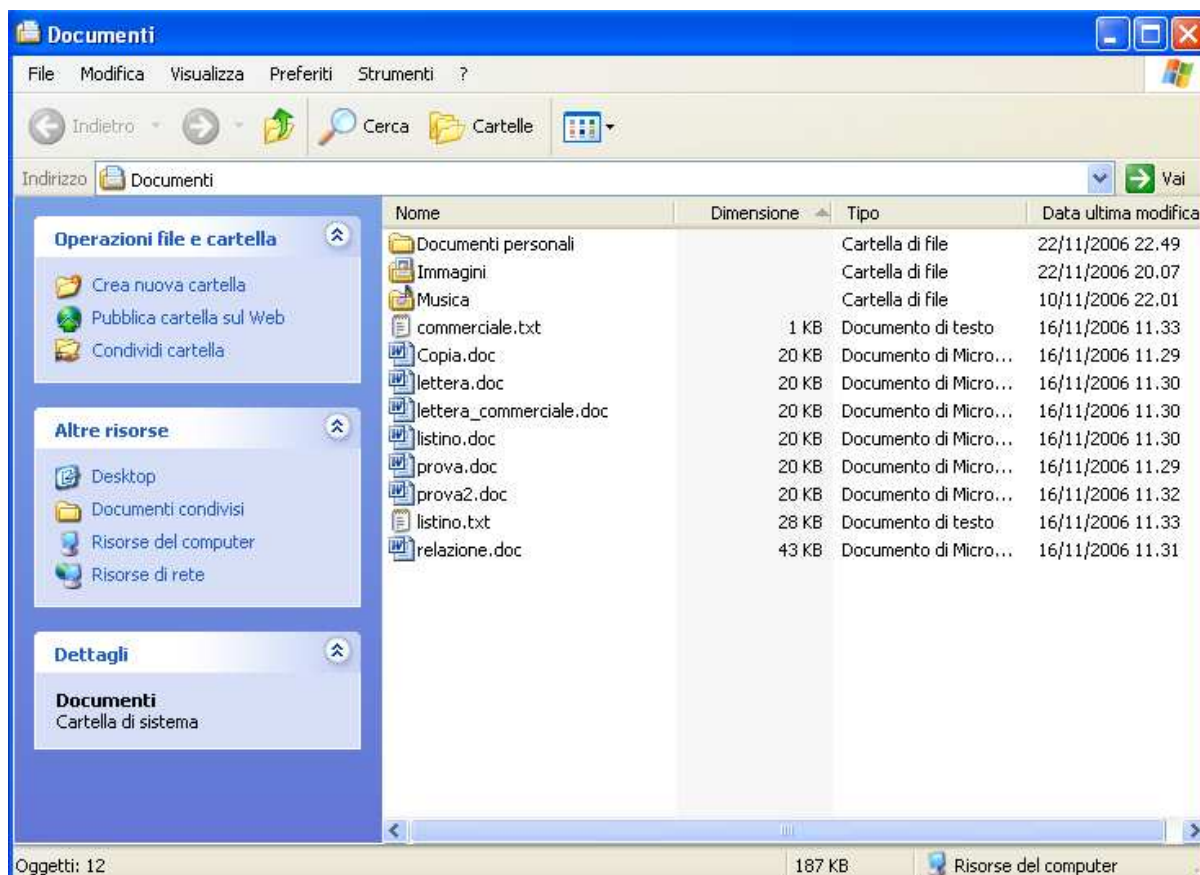 Documenti
File Modifica Visualizza Preferiti Strumenti ?
Indietro Cerca Cartelle
Indirizzo Documenti Vai
Operazioni file e cartella
Crea nuova cartella
Pubblica cartella sul Web
Condividi cartella
Altre risorse
Desktop
Documenti condivisi
Risorse del computer
Risorse di rete
Dettagli
Documenti
Cartella di sistema
Nome Dimensione Tipo Data ultima modifica
Documenti personali Cartella di file 22/11/2006 22.49
Immagini Cartella di file 22/11/2006 20.07
Musica Cartella di file 10/11/2006 22.01
commerciale.txt 1 KB Documento di testo 16/11/2006 11.33
Copia.doc 20 KB Documento di Micro... 16/11/2006 11.29
lettera.doc 20 KB Documento di Micro... 16/11/2006 11.30
lettera_commerciale.doc 20 KB Documento di Micro... 16/11/2006 11.30
listino.doc 20 KB Documento di Micro... 16/11/2006 11.30
prova.doc 20 KB Documento di Micro... 16/11/2006 11.29
prova2.doc 20 KB Documento di Micro... 16/11/2006 11.32
listino.txt 28 KB Documento di testo 16/11/2006 11.33
relazione.doc 43 KB Documento di Micro... 16/11/2006 11.31
Oggetti: 12 187 KB Risorse del computer